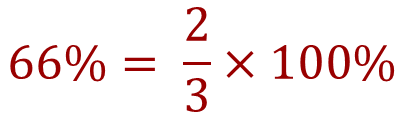 66% = 2/3 × 100%